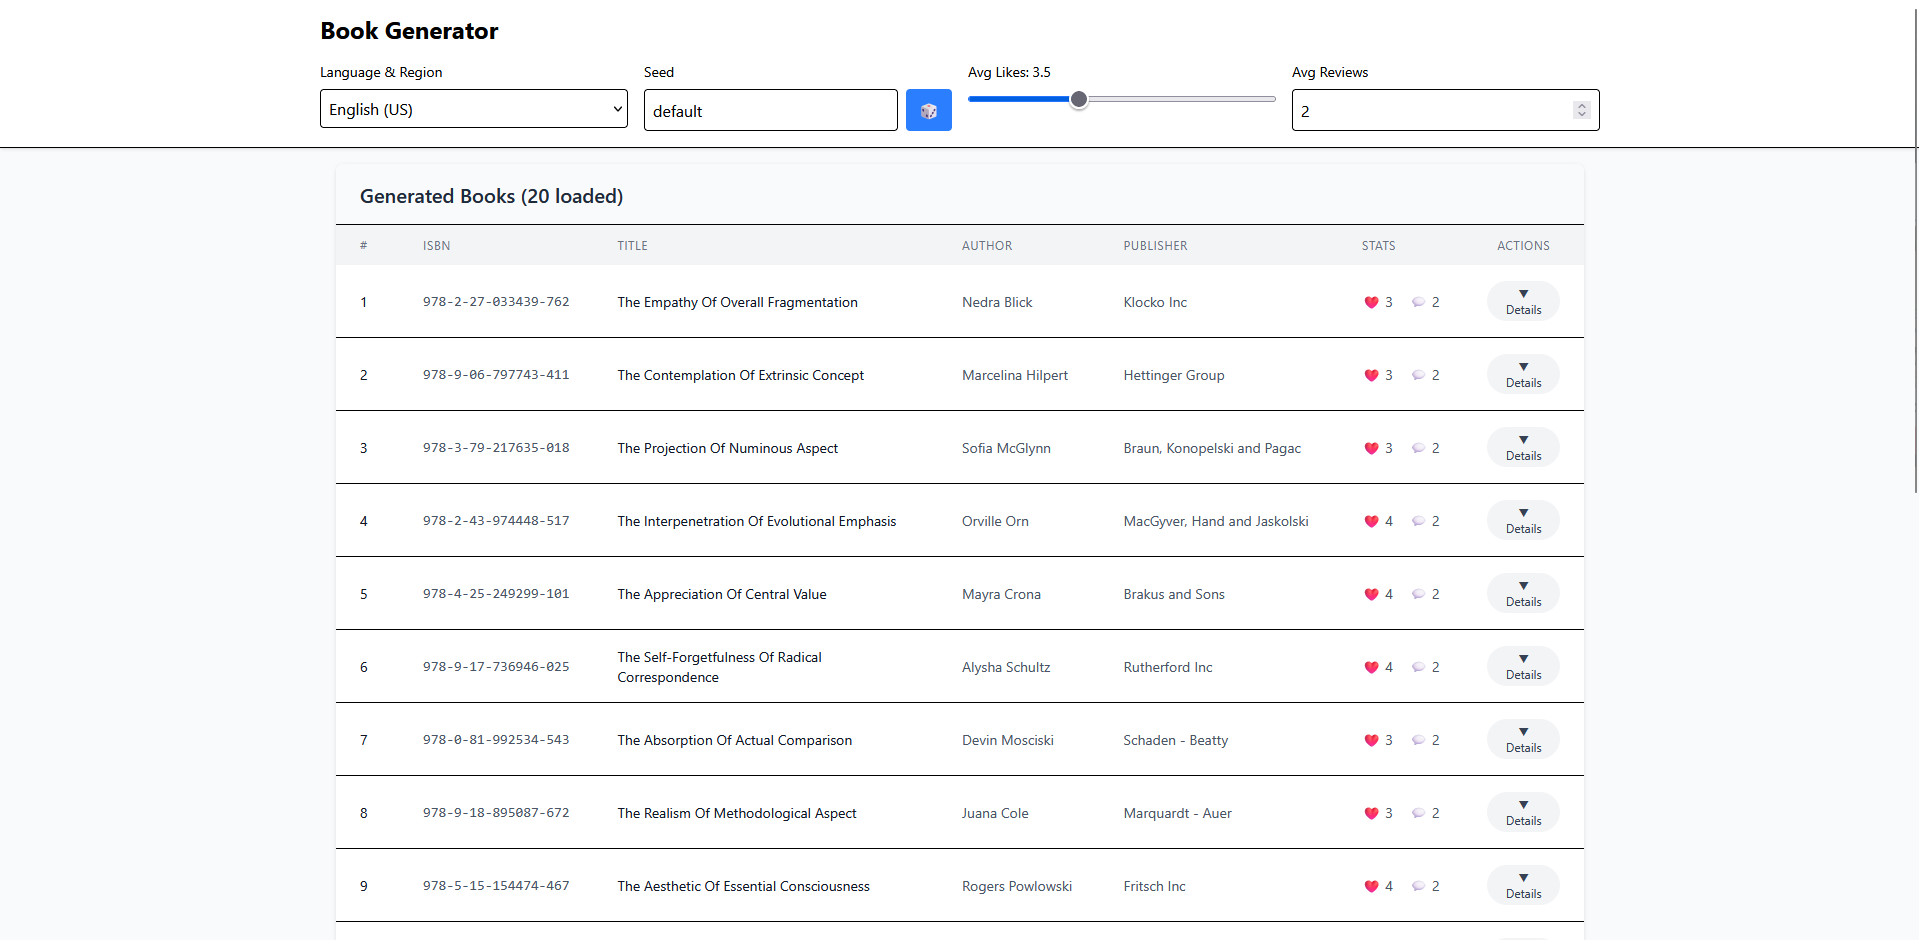 Book Generator
Language & Region
Seed
Avg Likes: 3.5
Avg Reviews
English (US)
default
2
Generated Books (20 loaded)
# ISBN TITLE AUTHOR PUBLISHER STATS ACTIONS
1 978-2-27-033439-762 The Empathy Of Overall Fragmentation Nedra Blick Klocko Inc 3 2 ▼ Details
2 978-9-06-797743-411 The Contemplation Of Extrinsic Concept Marcelina Hilpert Hettinger Group 3 2 ▼ Details
3 978-3-79-217635-018 The Projection Of Numinous Aspect Sofia McGlynn Braun, Konopelski and Pagac 3 2 ▼ Details
4 978-2-43-974448-517 The Interpenetration Of Evolutional Emphasis Orville Orn MacGyver, Hand and Jaskolski 4 2 ▼ Details
5 978-4-25-249299-101 The Appreciation Of Central Value Mayra Crona Brakus and Sons 4 2 ▼ Details
6 978-9-17-736946-025 The Self-Forgetfulness Of Radical
Correspondence Alysha Schultz Rutherford Inc 4 2 ▼ Details
7 978-0-81-992534-543 The Absorption Of Actual Comparison Devin Mosciski Schaden - Beatty 3 2 ▼ Details
8 978-9-18-895087-672 The Realism Of Methodological Aspect Juana Cole Marquardt - Auer 3 2 ▼ Details
9 978-5-15-154474-467 The Aesthetic Of Essential Consciousness Rogers Powlowski Fritsch Inc 4 2 ▼ Details